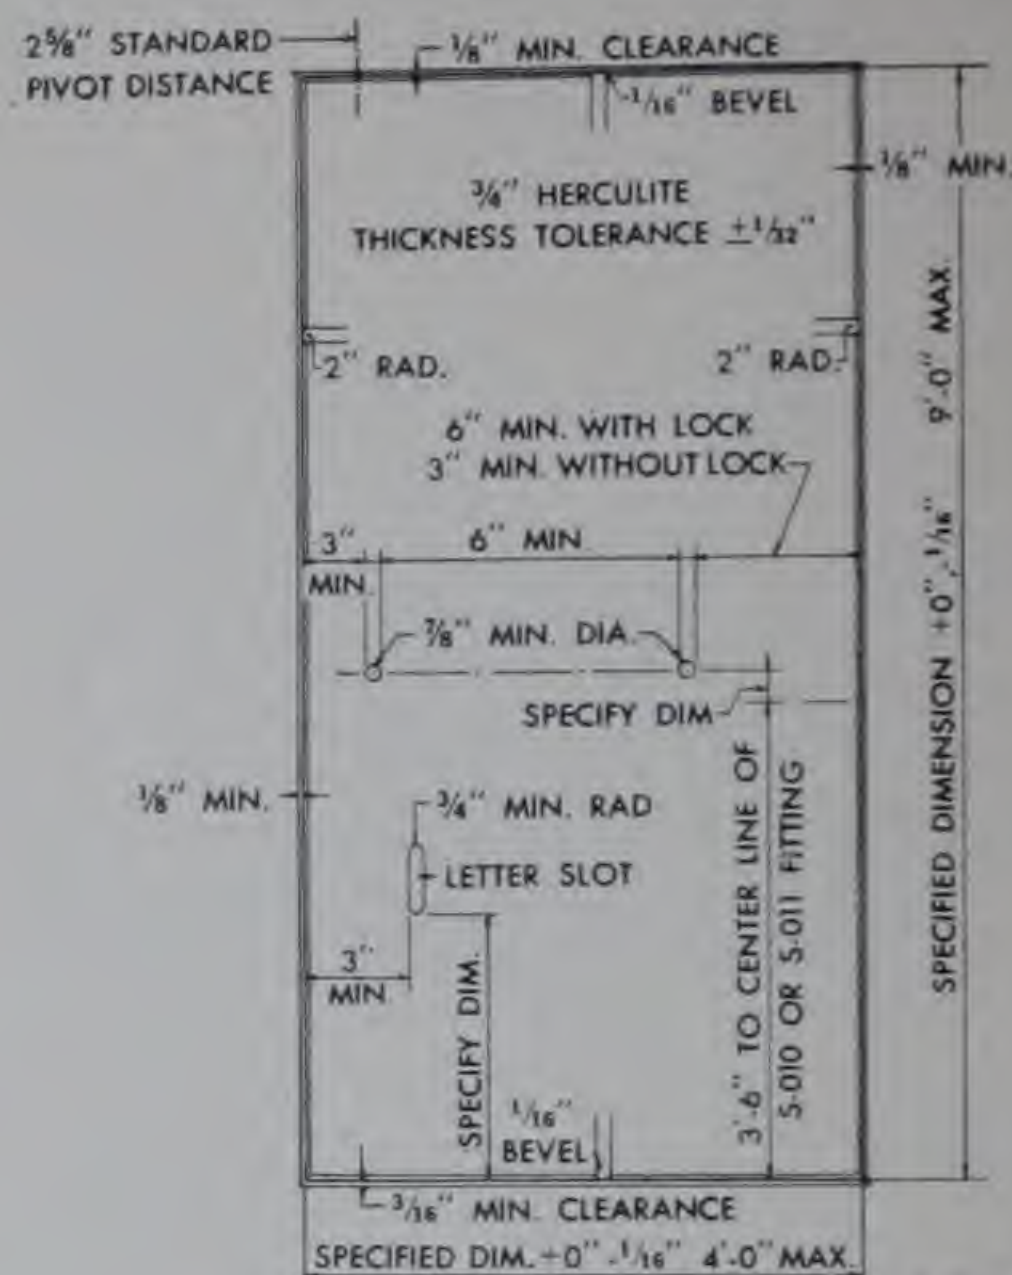 2⅝" STANDARD
PIVOT DISTANCE
⅛" MIN. CLEARANCE
-1/16" BEVEL
⅛" MIN.
¾" HERCULITE
THICKNESS TOLERANCE ±1/32"
2" RAD.
2" RAD.
6" MIN. WITH LOCK
3" MIN. WITHOUT LOCK
3"
MIN.
6" MIN.
⅞" MIN. DIA.
SPECIFY DIM
⅛" MIN.
¾" MIN. RAD
LETTER SLOT
3"
MIN
SPECIFY DIM.
3'-6" TO CENTER LINE OF
S-010 OR S-011 FITTING
SPECIFIED DIMENSION +0", -1/16" 9'-0" MAX.
1/16"
BEVEL
3/16" MIN. CLEARANCE
SPECIFIED DIM. +0" -1/16" 4'-0" MAX.